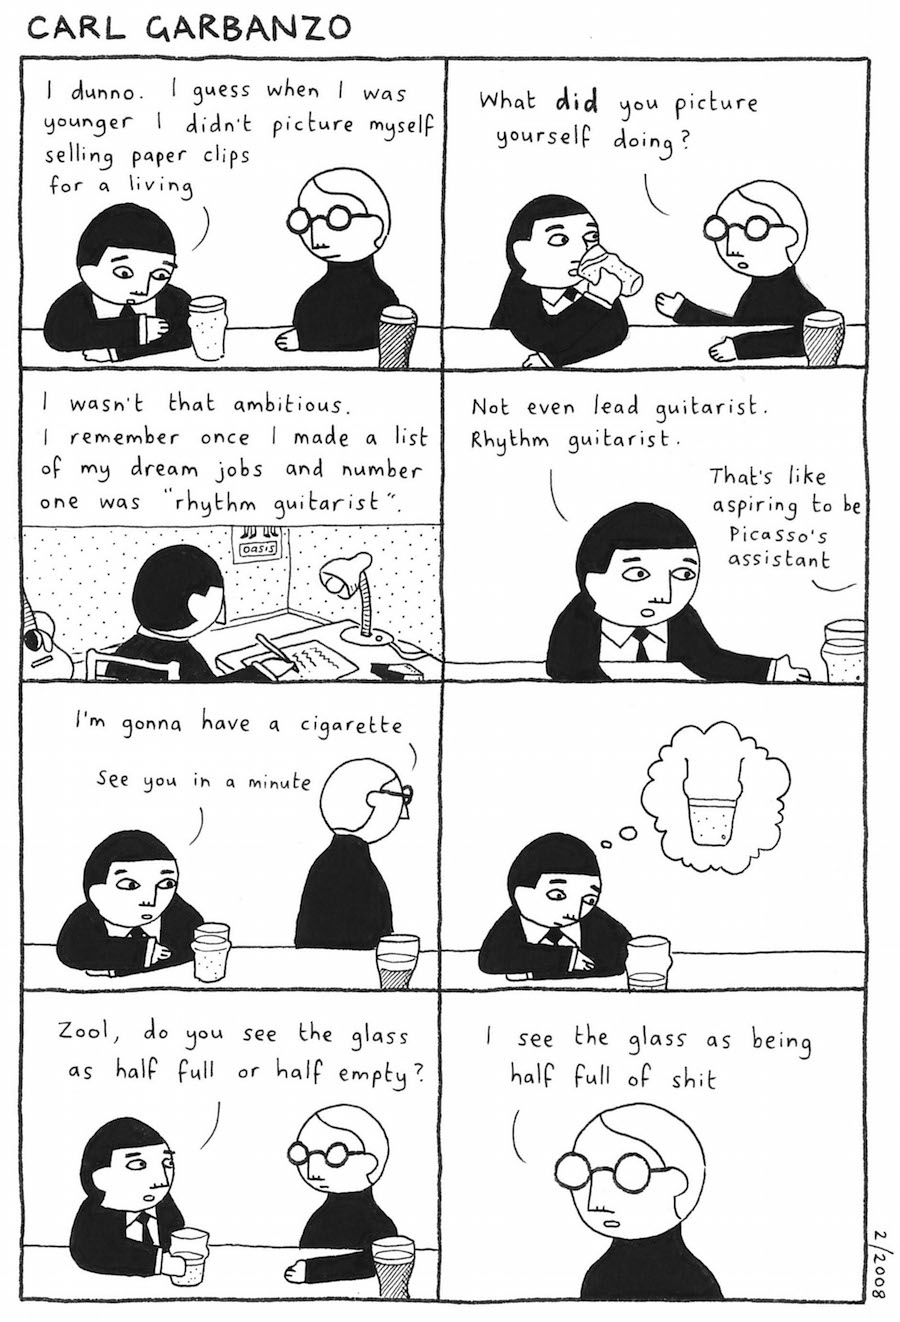 CARL GARBANZO
I dunno. I guess when I was
younger I didn't picture myself
selling paper clips
for a living
What did you picture
yourself doing?
I wasn't that ambitious.
I remember once I made a list
of my dream jobs and number
one was "rhythm guitarist".
oasis
Not even lead guitarist.
Rhythm guitarist.
That's like
aspiring to be
Picasso's
assistant
I'm gonna have a cigarette
See you in a minute
Zool, do you see the glass
as half full or half empty?
I see the glass as being
half full of shit
2/2008